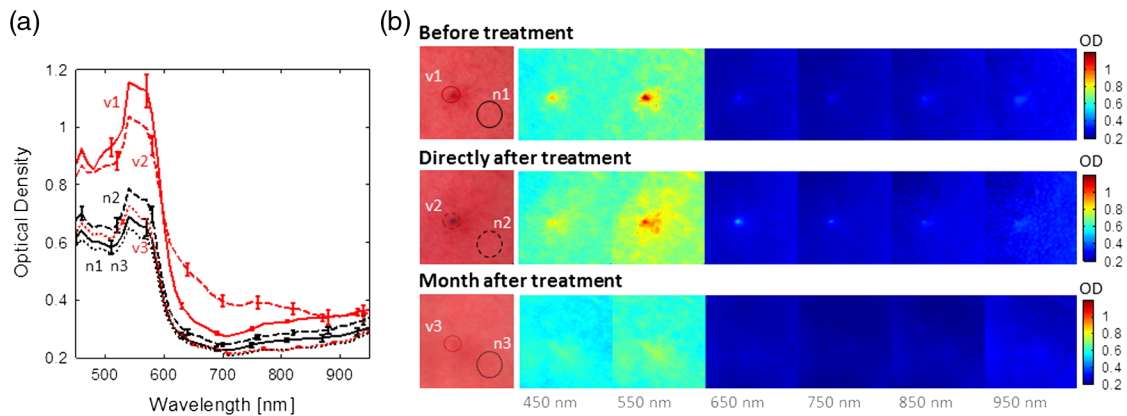 (a)
(b)
Before treatment
OD
1.2
1
0.8
0.6
0.4
0.2
Optical Density
500
600
700
800
900
Wavelength [nm]
v1
v2
n2
v3
n1 n3
v1
n1
1
0.8
0.6
0.4
0.2
Directly after treatment
OD
v2
n2
1
0.8
0.6
0.4
0.2
Month after treatment
OD
v3
n3
1
0.8
0.6
0.4
0.2
450 nm
550 nm
650 nm
750 nm
850 nm
950 nm